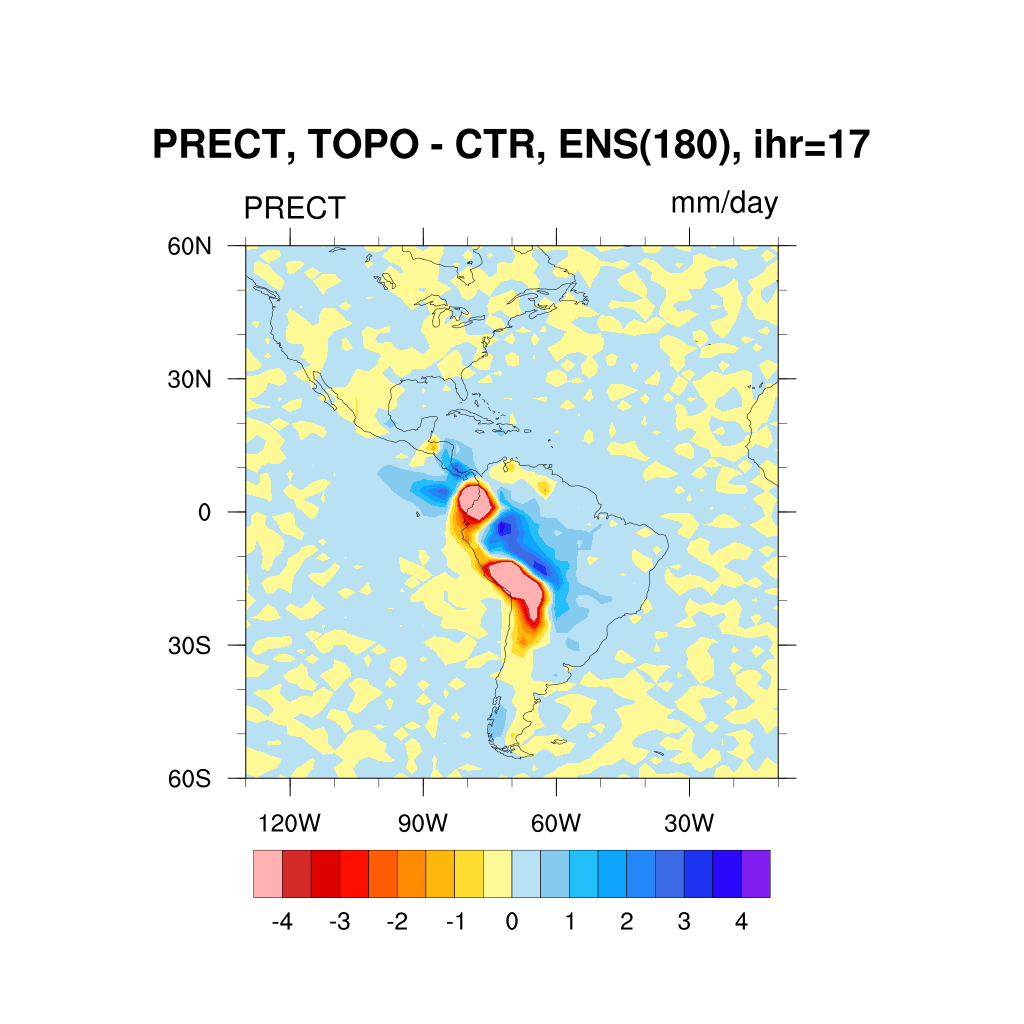 PRECT, TOPO - CTR, ENS(180), ihr=17
PRECT mm/day
60N
30N
0
30S
60S
120W 90W 60W 30W
-4 -3 -2 -1 0 1 2 3 4